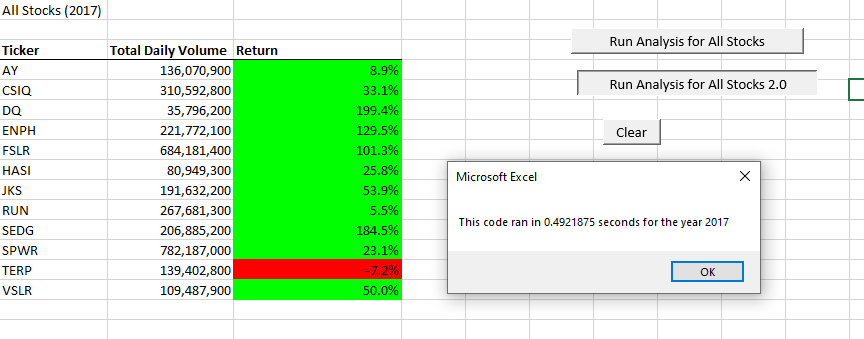 All Stocks (2017)
Ticker Total Daily Volume Return
AY 136,070,900 8.9%
CSIQ 310,592,800 33.1%
DQ 35,796,200 199.4%
ENPH 221,772,100 129.5%
FSLR 684,181,400 101.3%
HASI 80,949,300 25.8%
JKS 191,632,200 53.9%
RUN 267,681,300 5.5%
SEDG 206,885,200 184.5%
SPWR 782,187,000 23.1%
TERP 139,402,800 -7.2%
VSLR 109,487,900 50.0%
Run Analysis for All Stocks
Run Analysis for All Stocks 2.0
Clear
Microsoft Excel
This code ran in 0.4921875 seconds for the year 2017
OK